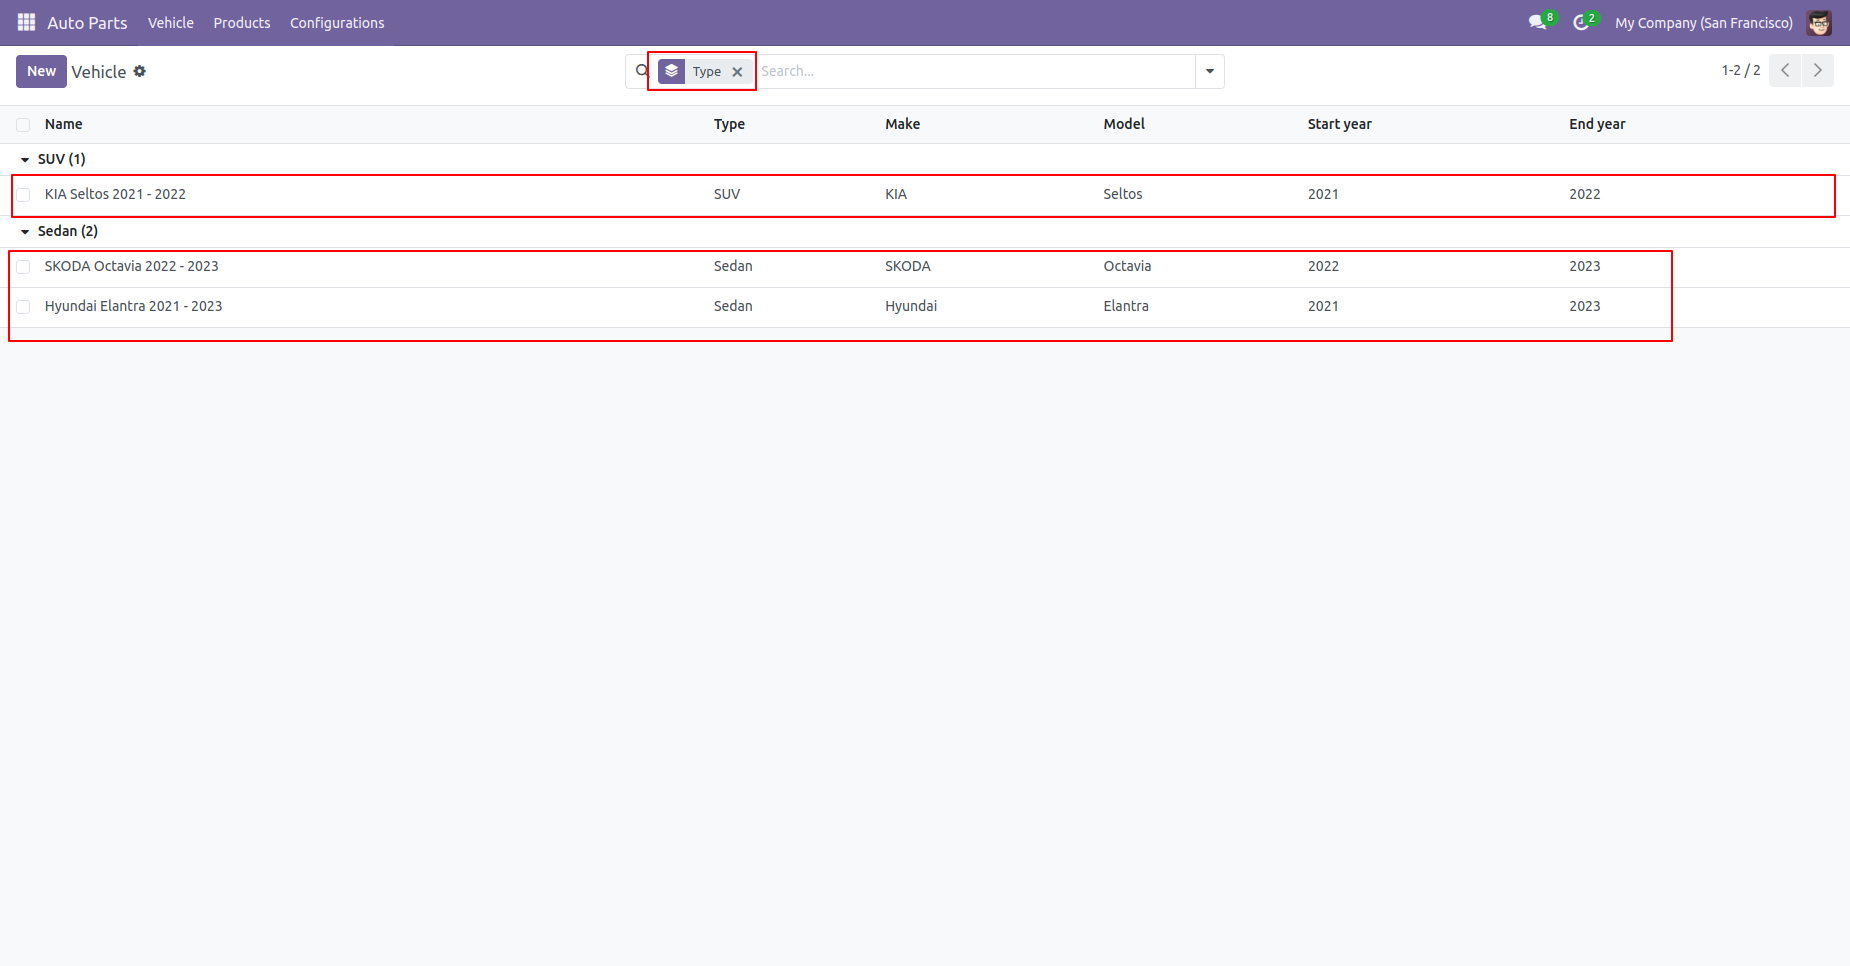 Auto Parts Vehicle Products Configurations 8 2 My Company (San Francisco)
New Vehicle Type Search... 1-2 / 2
Name Type Make Model Start year End year
SUV (1)
KIA Seltos 2021 - 2022 SUV KIA Seltos 2021 2022
Sedan (2)
SKODA Octavia 2022 - 2023 Sedan SKODA Octavia 2022 2023
Hyundai Elantra 2021 - 2023 Sedan Hyundai Elantra 2021 2023